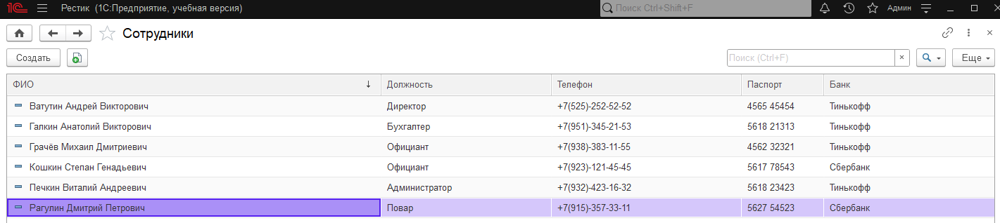 1С Рестик (1С:Предприятие, учебная версия) Поиск Ctrl+Shift+F Админ
Сотрудники
Создать Поиск (Ctrl+F) × Еще
ФИО ↓ Должность Телефон Паспорт Банк
Ватутин Андрей Викторович Директор +7(525)-252-52-52 4565 45454 Тинькофф
Галкин Анатолий Викторович Бухгалтер +7(951)-345-21-53 5618 21313 Тинькофф
Грачёв Михаил Дмитриевич Официант +7(938)-383-11-55 4562 32321 Тинькофф
Кошкин Степан Генадьевич Официант +7(923)-121-45-45 5617 78543 Сбербанк
Печкин Виталий Андреевич Администратор +7(932)-423-16-32 5618 23423 Тинькофф
Рагулин Дмитрий Петрович Повар +7(915)-357-33-11 5627 54523 Сбербанк